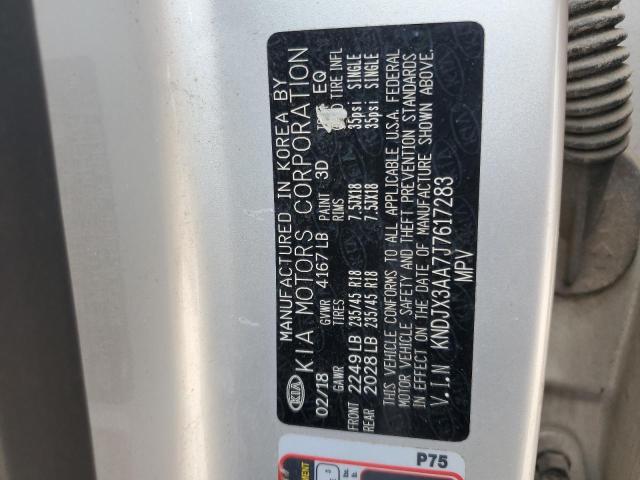 KIA
MANUFACTURED IN KOREA BY
KIA MOTORS CORPORATION
02/18 GVWR 4167LB PAINT 3D EQ
GAWR TIRES RIMS TIRE INFL
FRONT 2249LB 235/45 R18 7.5JX18 35psi SINGLE
REAR 2028LB 235/45 R18 7.5JX18 35psi SINGLE
THIS VEHICLE CONFORMS TO ALL APPLICABLE U.S.A. FEDERAL
MOTOR VEHICLE SAFETY AND THEFT PREVENTION STANDARDS
IN EFFECT ON THE DATE OF MANUFACTURE SHOWN ABOVE.
V.I.N KNDJX3AA7J7617283
MPV
P75